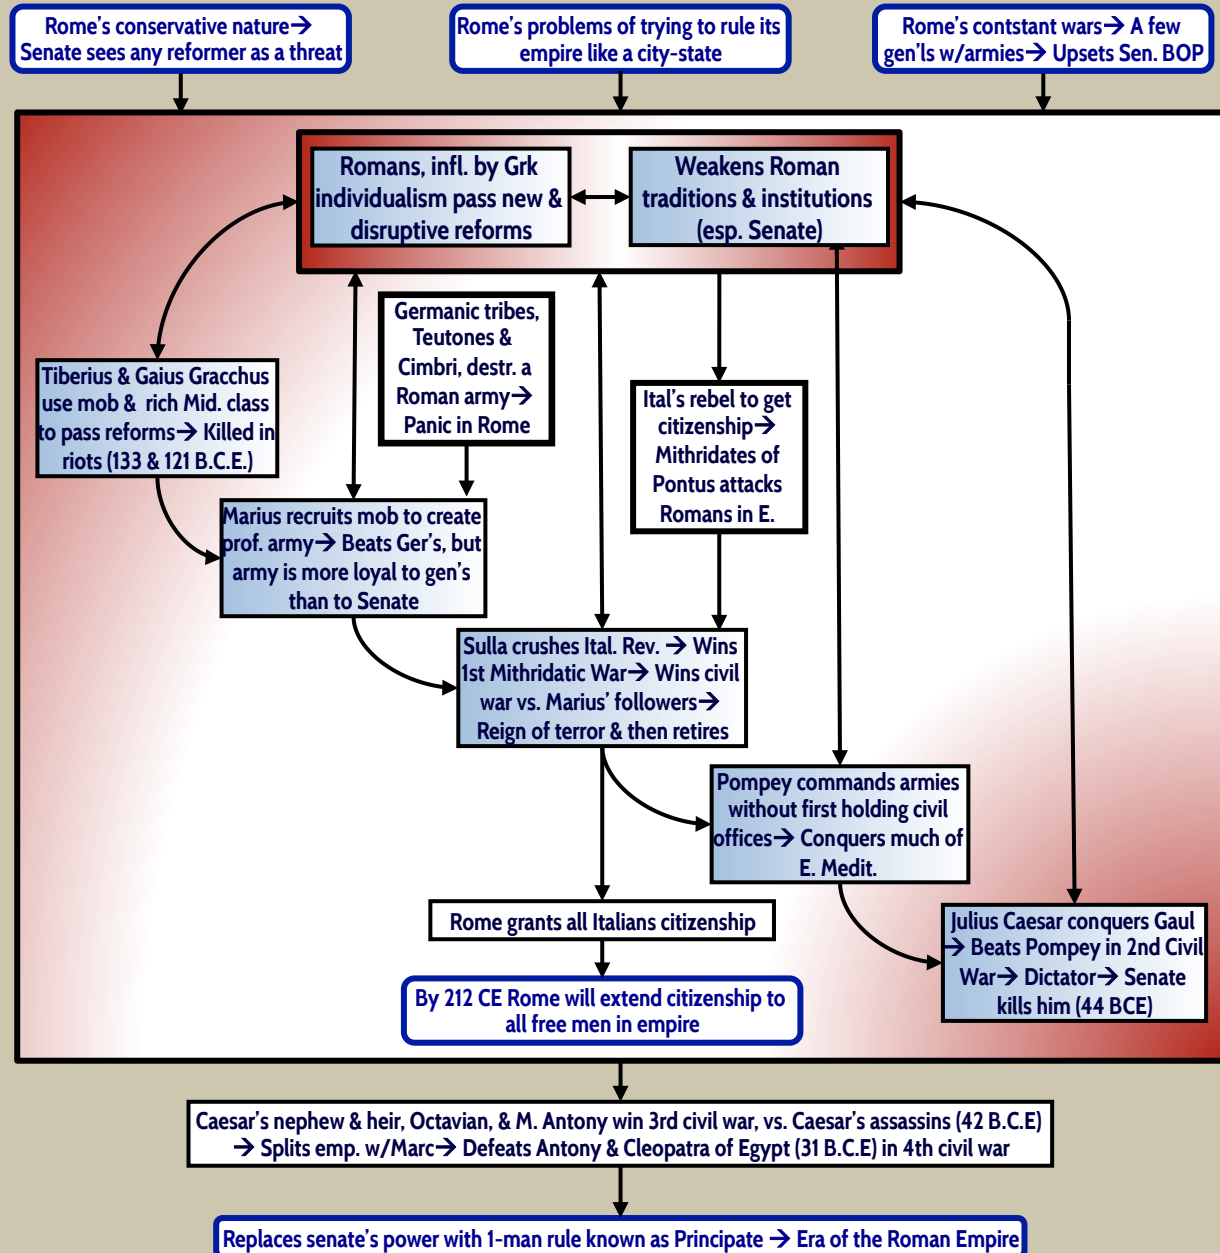 Rome's conservative nature→
Senate sees any reformer as a threat
Rome's problems of trying to rule its
empire like a city-state
Rome's contstant wars→ A few
gen'ls w/armies→ Upsets Sen. BOP
Romans, infl. by Grk
individualism pass new &
disruptive reforms
Weakens Roman
traditions & institutions
(esp. Senate)
Germanic tribes,
Teutones &
Cimbri, destr. a
Roman army→
Panic in Rome
Tiberius & Gaius Gracchus
use mob & rich Mid. class
to pass reforms→ Killed in
riots (133 & 121 B.C.E.)
Ital's rebel to get
citizenship→
Mithridates of
Pontus attacks
Romans in E.
Marius recruits mob to create
prof. army→ Beats Ger's, but
army is more loyal to gen's
than to Senate
Sulla crushes Ital. Rev. → Wins
1st Mithridatic War→ Wins civil
war vs. Marius' followers→
Reign of terror & then retires
Pompey commands armies
without first holding civil
offices→ Conquers much of
E. Medit.
Rome grants all Italians citizenship
Julius Caesar conquers Gaul
→ Beats Pompey in 2nd Civil
War→ Dictator→ Senate
kills him (44 BCE)
By 212 CE Rome will extend citizenship to
all free men in empire
Caesar's nephew & heir, Octavian, & M. Antony win 3rd civil war, vs. Caesar's assassins (42 B.C.E)
→ Splits emp. w/Marc→ Defeats Antony & Cleopatra of Egypt (31 B.C.E) in 4th civil war
Replaces senate's power with 1-man rule known as Principate → Era of the Roman Empire